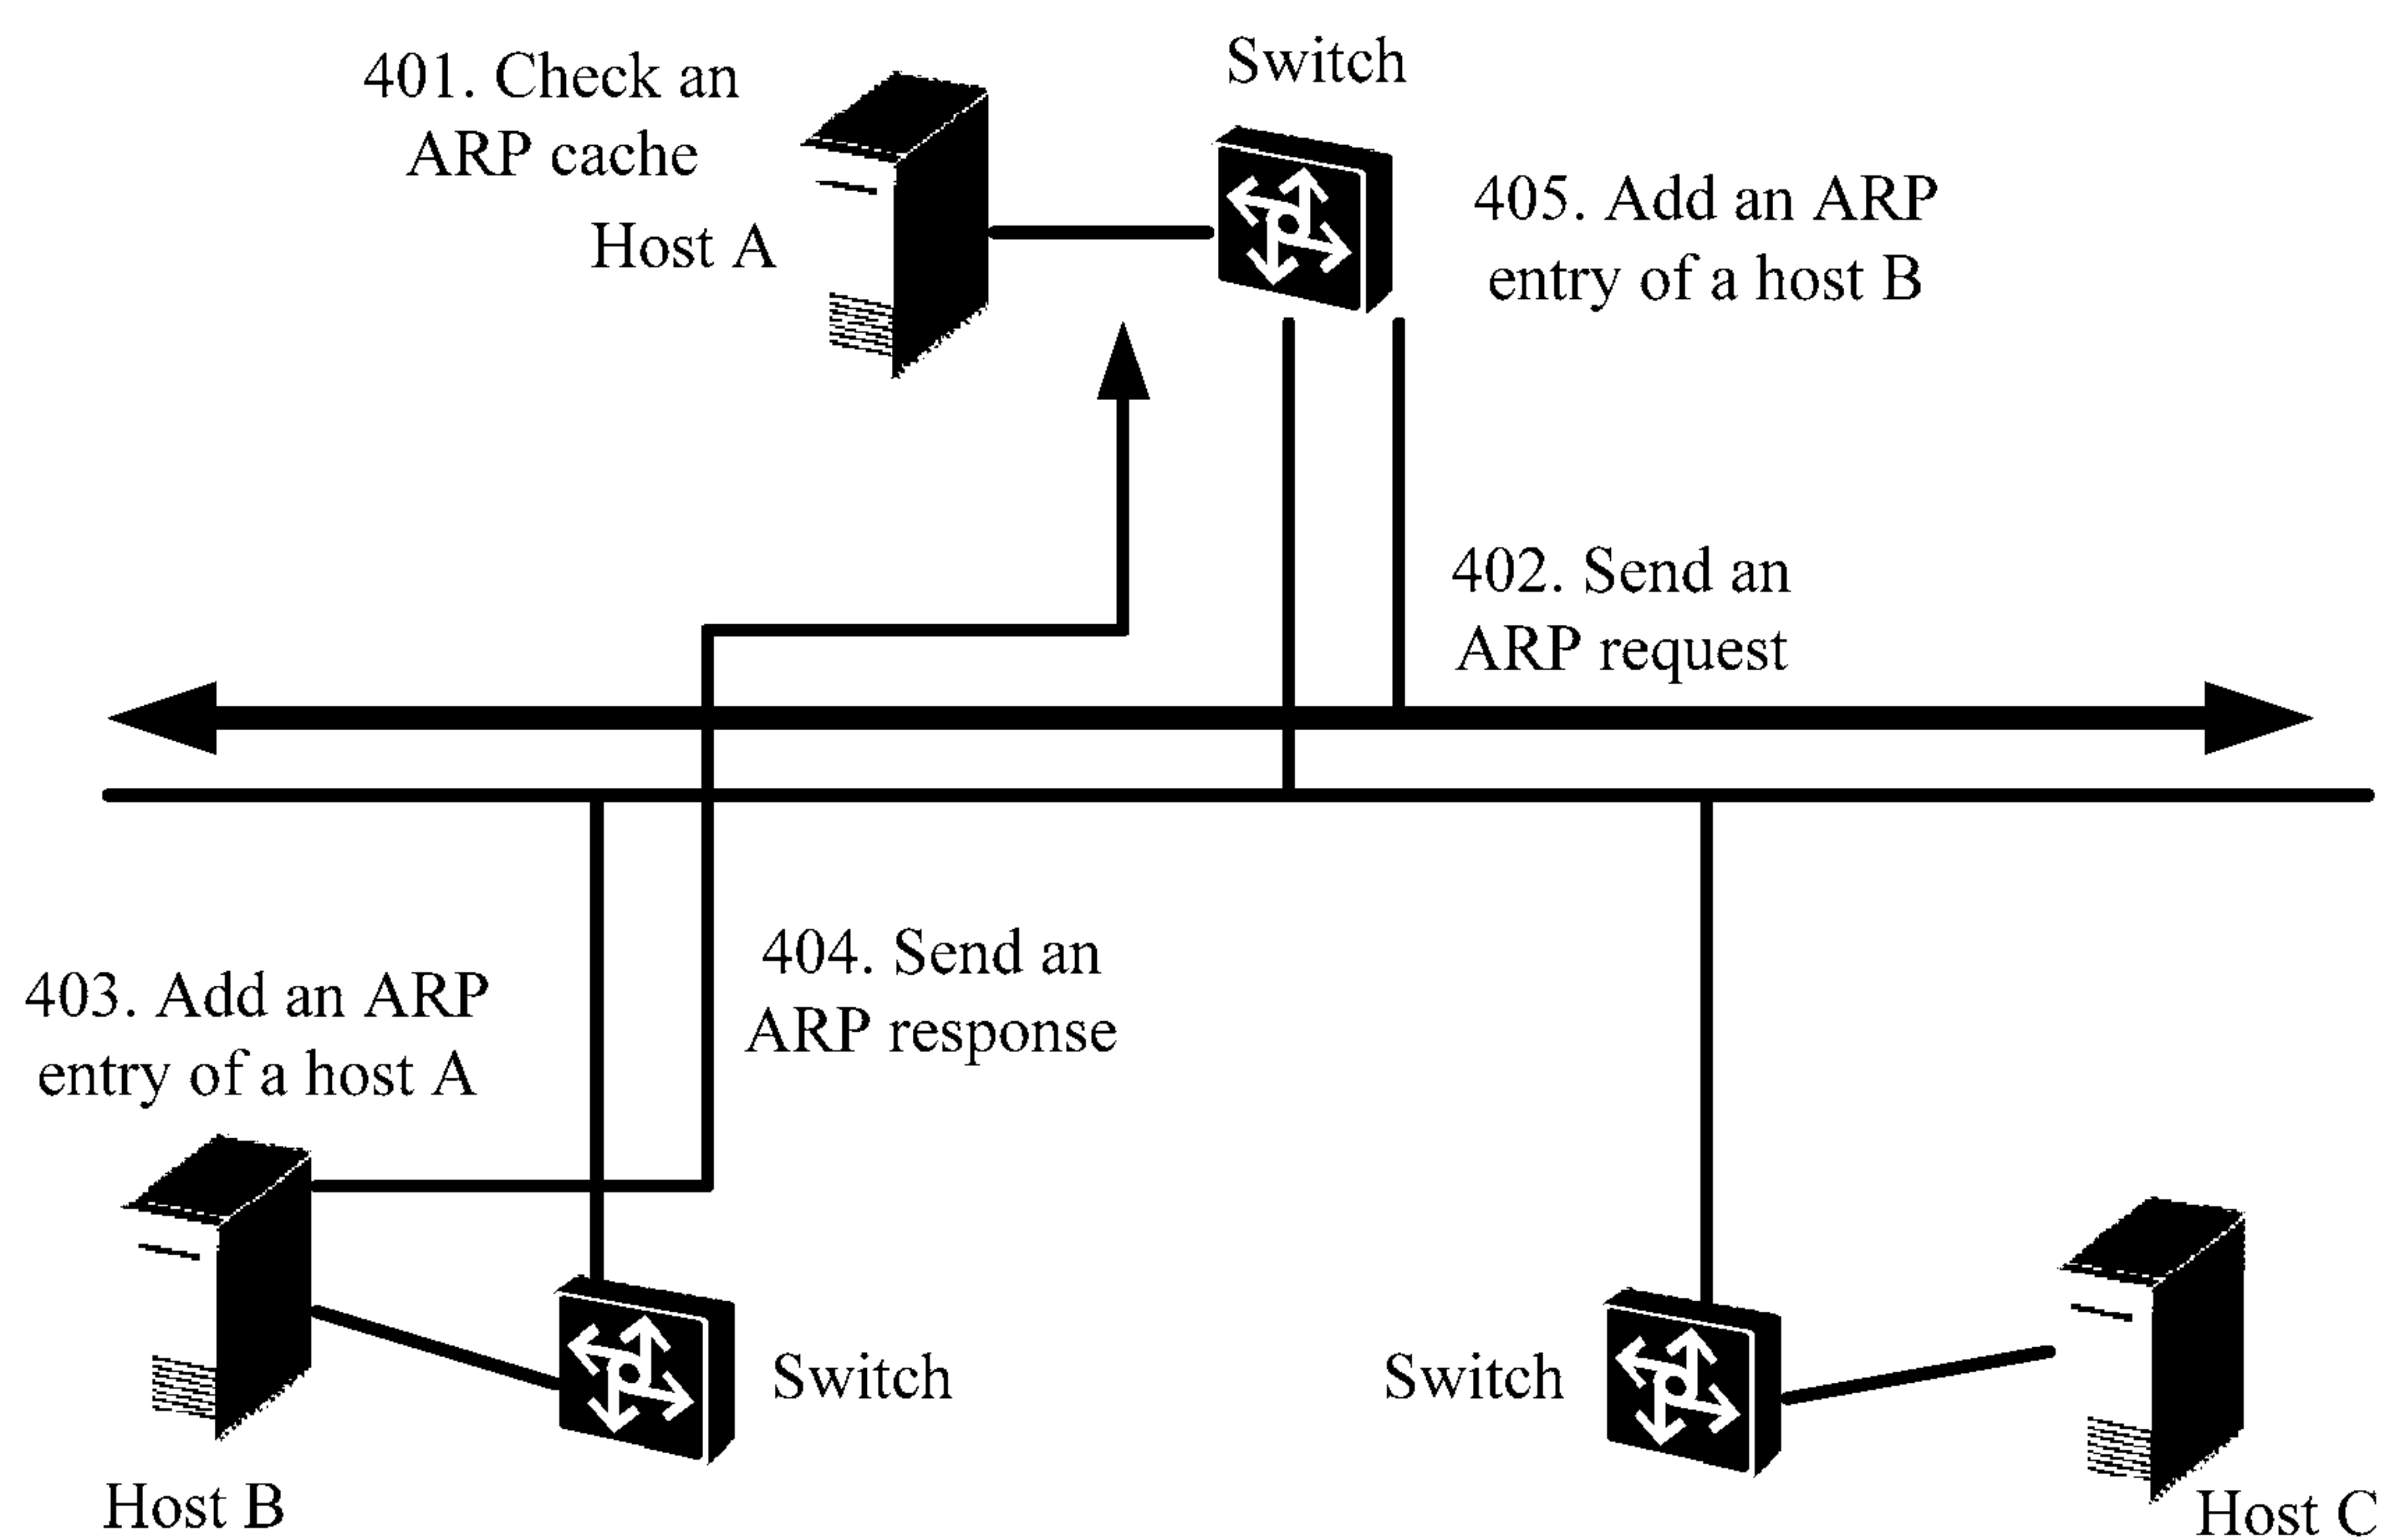 Switch
401. Check an
ARP cache
Host A
405. Add an ARP
entry of a host B
402. Send an
ARP request
404. Send an
ARP response
403. Add an ARP
entry of a host A
Switch
Switch
Host B
Host C